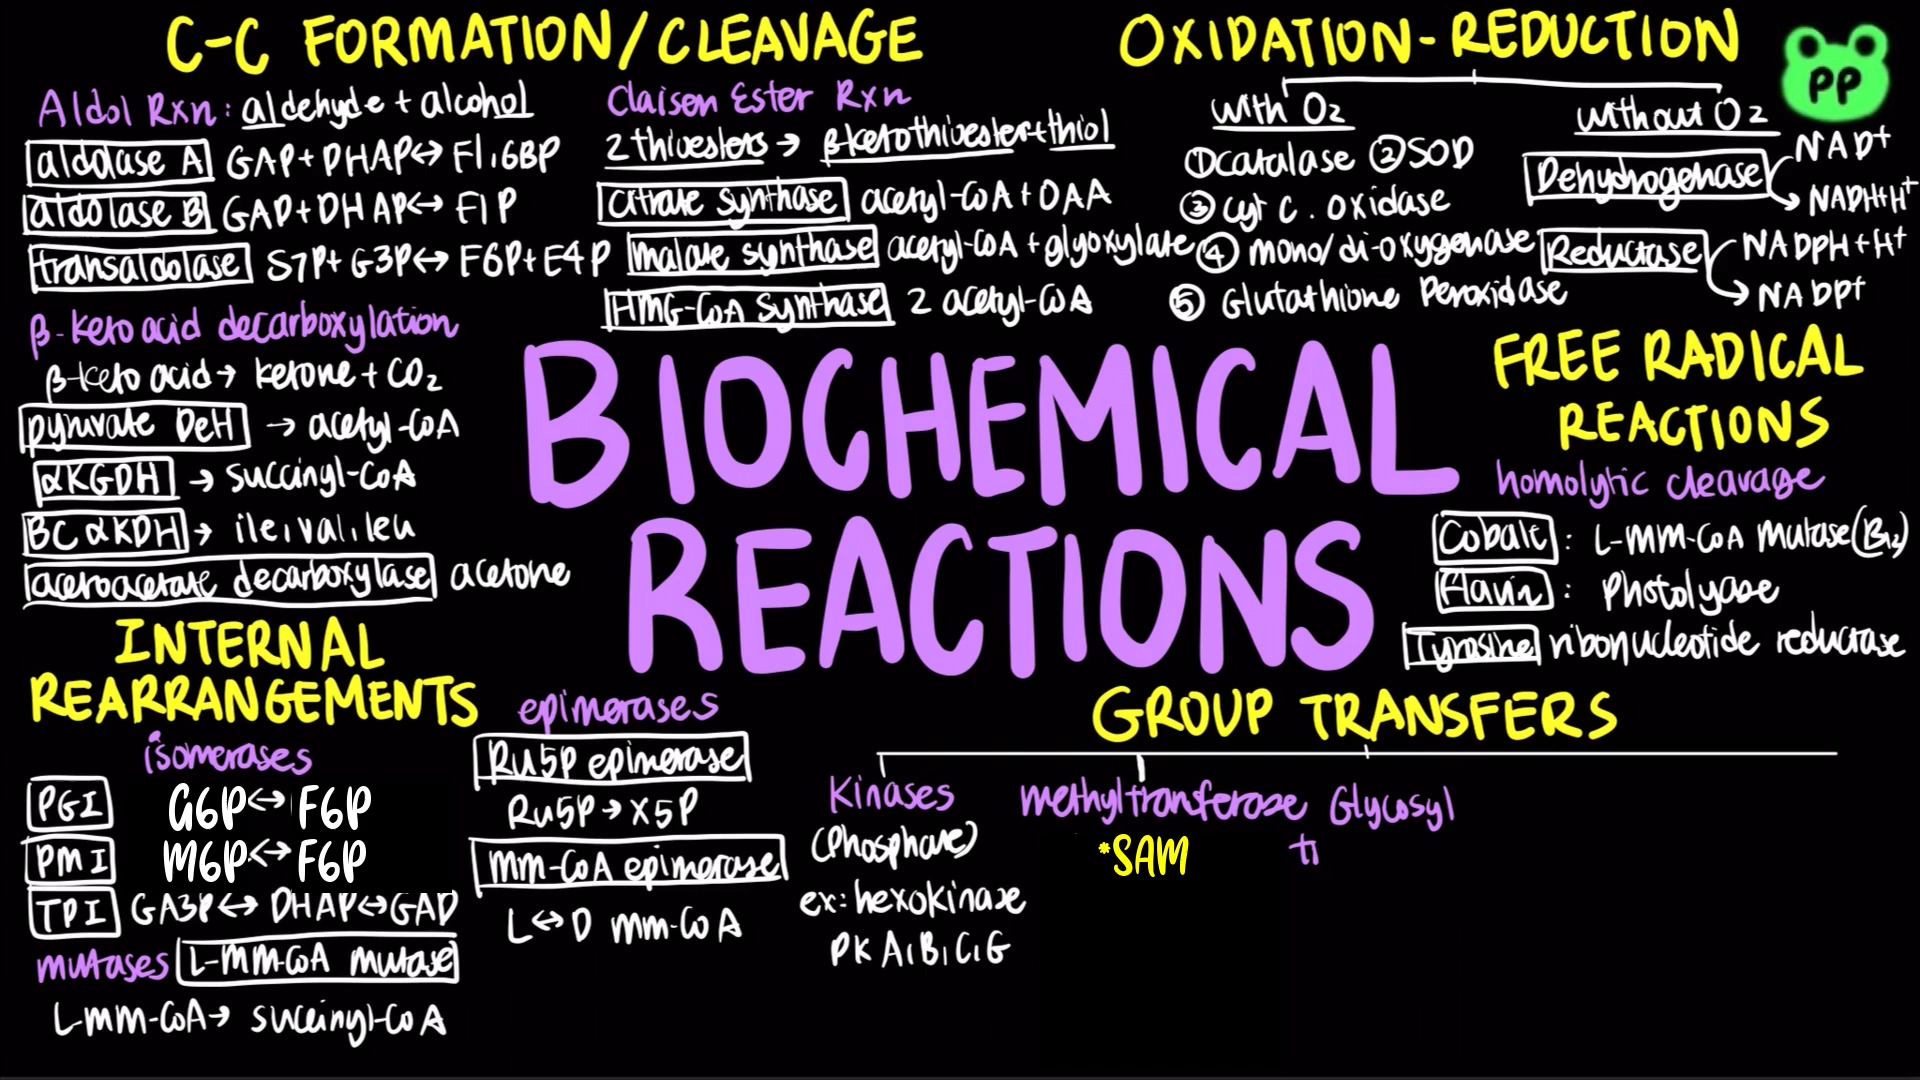 C-C FORMATION/CLEAVAGE
Aldol Rxn: aldehyde + alcohol
aldolase A GAP+DHAP↔F1,6BP
aldolase B GAD+DHAP↔F1P
transaldolase S7P+G3P↔F6P+E4P
β-keto acid decarboxylation
β-keto acid→ ketone + CO2
pyruvate DeH → acetyl-CoA
αKGDH → succinyl-CoA
BCαKDH → ile, val, leu
acetoacetate decarboxylase acetone
Claisen Ester Rxn
2 thioesters → β-ketothioester+thiol
citrate synthase acetyl-CoA + OAA
malate synthase acetyl-CoA + glyoxylate
HMG-CoA synthase 2 acetyl-CoA
OXIDATION-REDUCTION
with O2
① catalase ② SOD
③ cyt c. oxidase
④ mono/di-oxygenase
⑤ Glutathione Peroxidase
without O2
Dehydrogenase NAD+
→ NADH+H+
Reductase NADPH+H+
→ NADP+
PP
BIOCHEMICAL
REACTIONS
FREE RADICAL
REACTIONS
homolytic cleavage
Cobalt: L-MM-CoA Mutase (B12)
Flavin: Photolyase
Tyrosine ribonucleotide reductase
INTERNAL
REARRANGEMENTS
isomerases
PGI G6P↔F6P
PMI M6P↔F6P
TPI GA3P↔DHAP↔GAD
mutases L-MM-CoA mutase
L-mm-CoA→ succinyl-CoA
epimerases
Ru5P epimerase
Ru5P→X5P
mm-CoA epimerase
L↔D mm-CoA
GROUP TRANSFERS
Kinases
(Phosphate)
ex: hexokinase
PK A,B,C,G
methyltranferase
*SAM
Glycosyl
ti